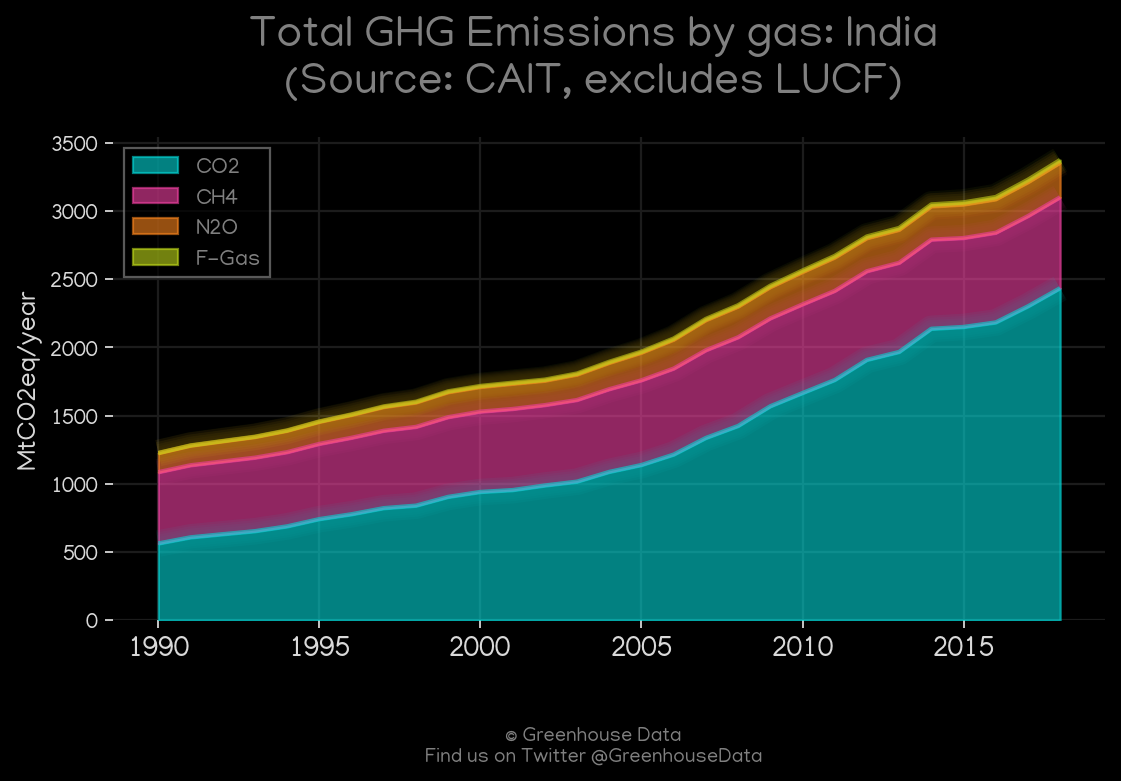 Total GHG Emissions by gas: India
(Source: CAIT, excludes LUCF)
3500
3000
2500
2000
1500
1000
500
0
MtCO2eq/year
CO2
CH4
N2O
F-Gas
1990 1995 2000 2005 2010 2015
© Greenhouse Data
Find us on Twitter @GreenhouseData